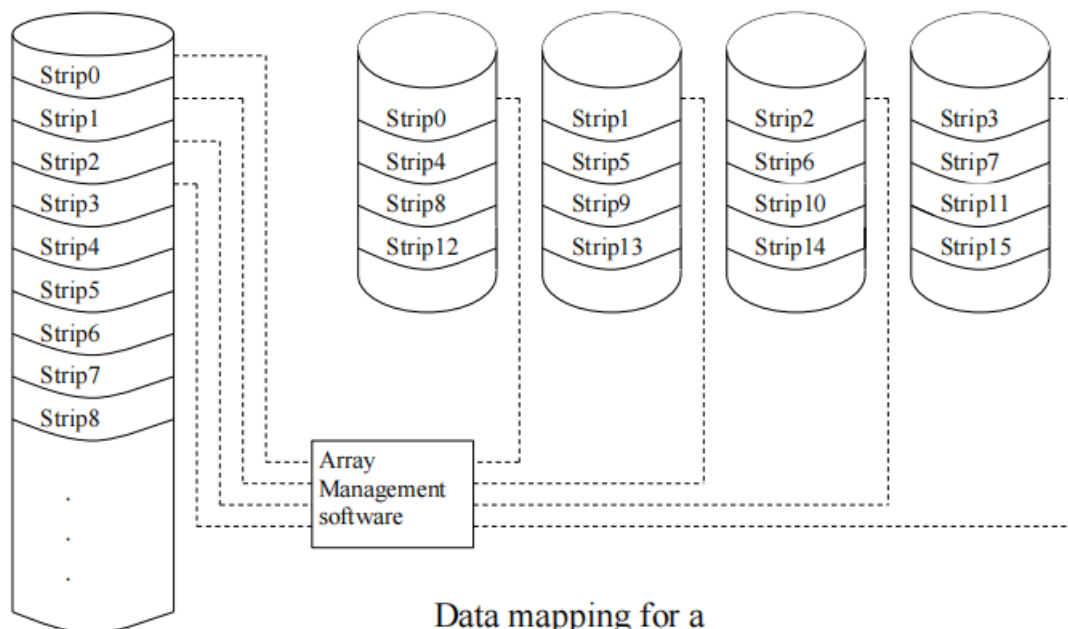 Strip0
Strip1
Strip2
Strip3
Strip4
Strip5
Strip6
Strip7
Strip8
.
.
.
Strip0
Strip4
Strip8
Strip12
Strip1
Strip5
Strip9
Strip13
Strip2
Strip6
Strip10
Strip14
Strip3
Strip7
Strip11
Strip15
Array
Management
software
Data mapping for a